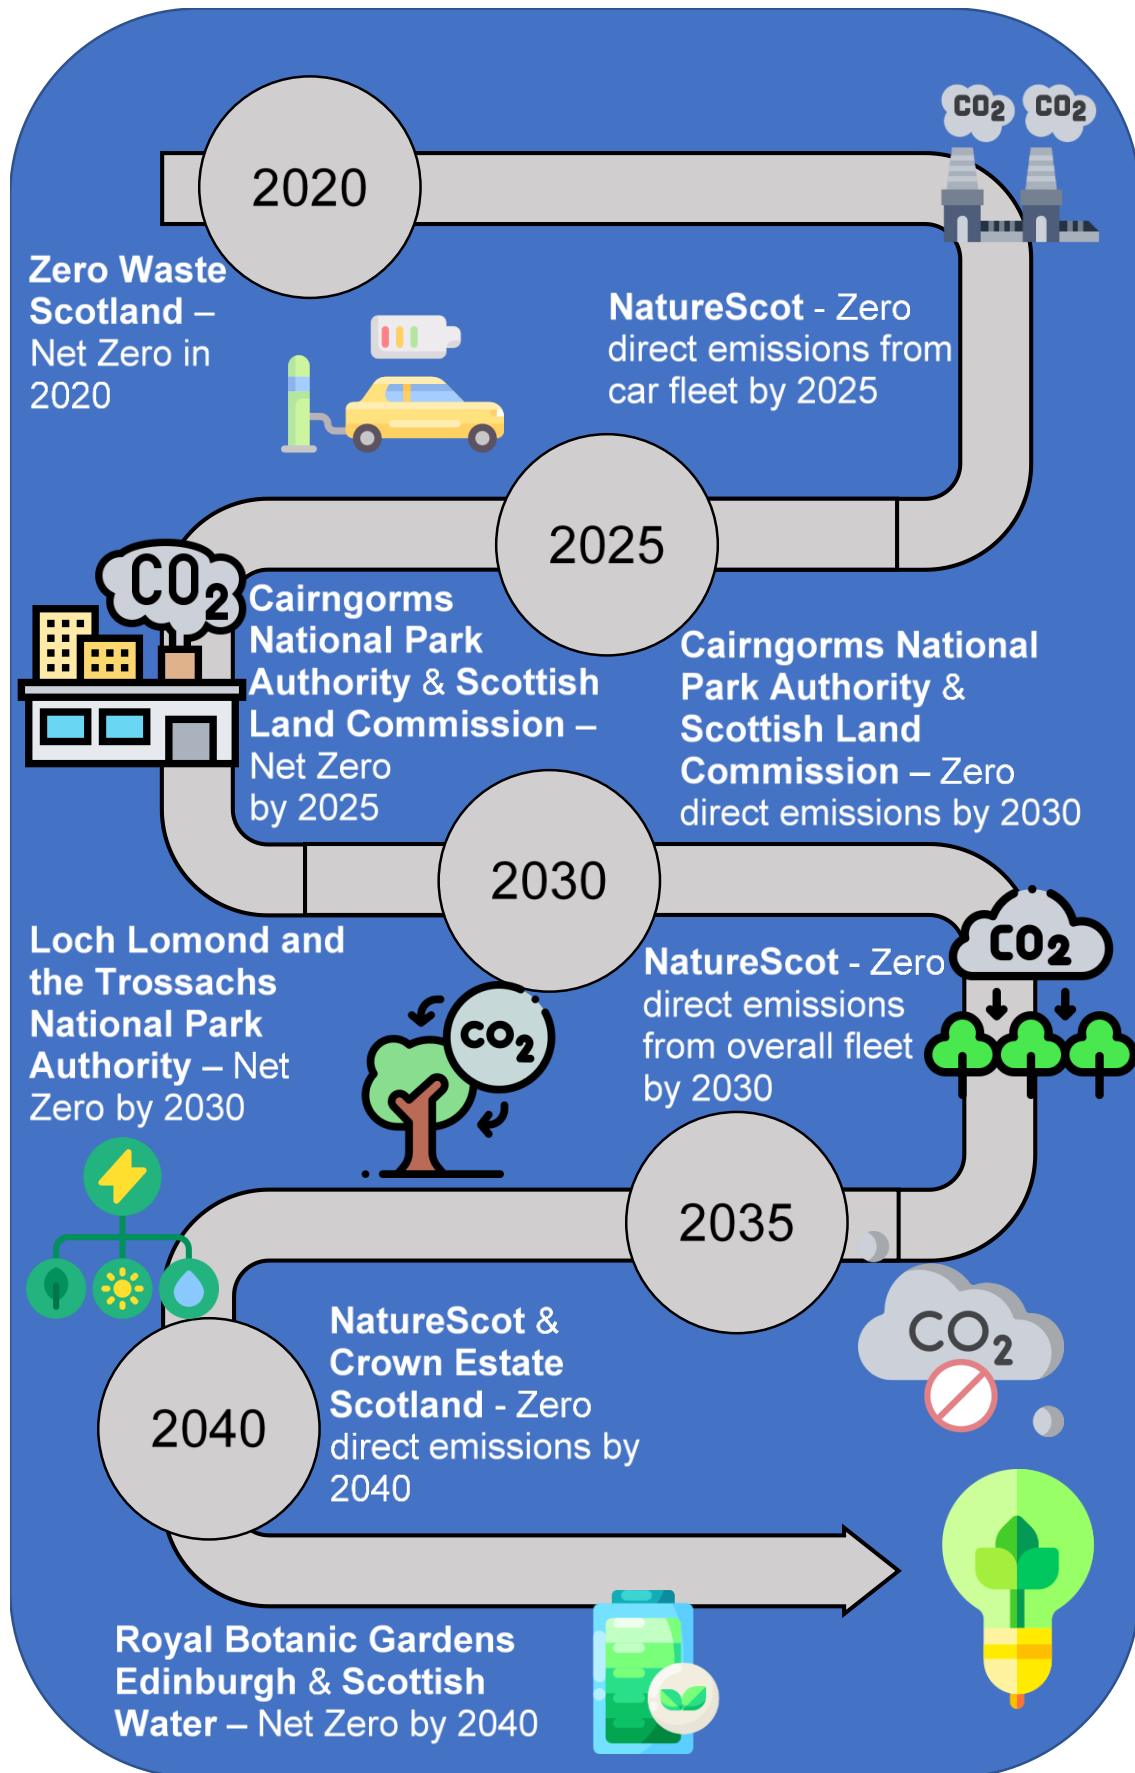 CO2 CO2
2020
Zero Waste
Scotland –
Net Zero in
2020
NatureScot - Zero
direct emissions from
car fleet by 2025
2025
CO2
Cairngorms
National Park
Authority & Scottish
Land Commission –
Net Zero
by 2025
Cairngorms National
Park Authority &
Scottish Land
Commission – Zero
direct emissions by 2030
2030
Loch Lomond and
the Trossachs
National Park
Authority – Net
Zero by 2030
CO2
NatureScot - Zero
direct emissions
from overall fleet
by 2030
CO2
2035
CO2
2040
NatureScot &
Crown Estate
Scotland - Zero
direct emissions by
2040
Royal Botanic Gardens
Edinburgh & Scottish
Water – Net Zero by 2040